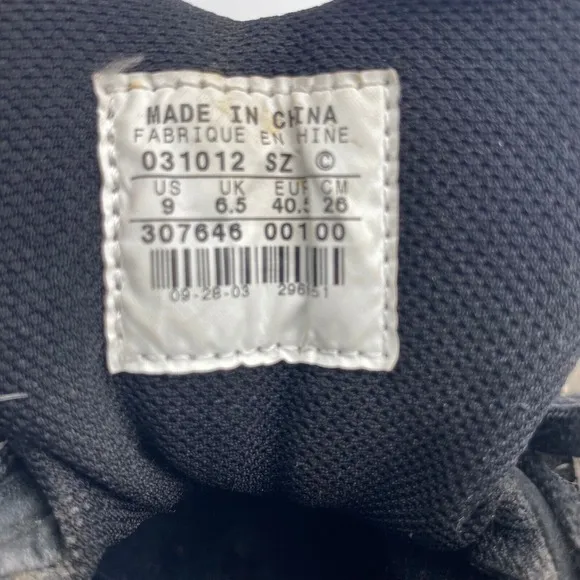 MADE IN CHINA
FABRIQUE EN HINE
031012 SZ ©
US UK EUR CM
9 6.5 40.5 26
307646 00100
09-28-03